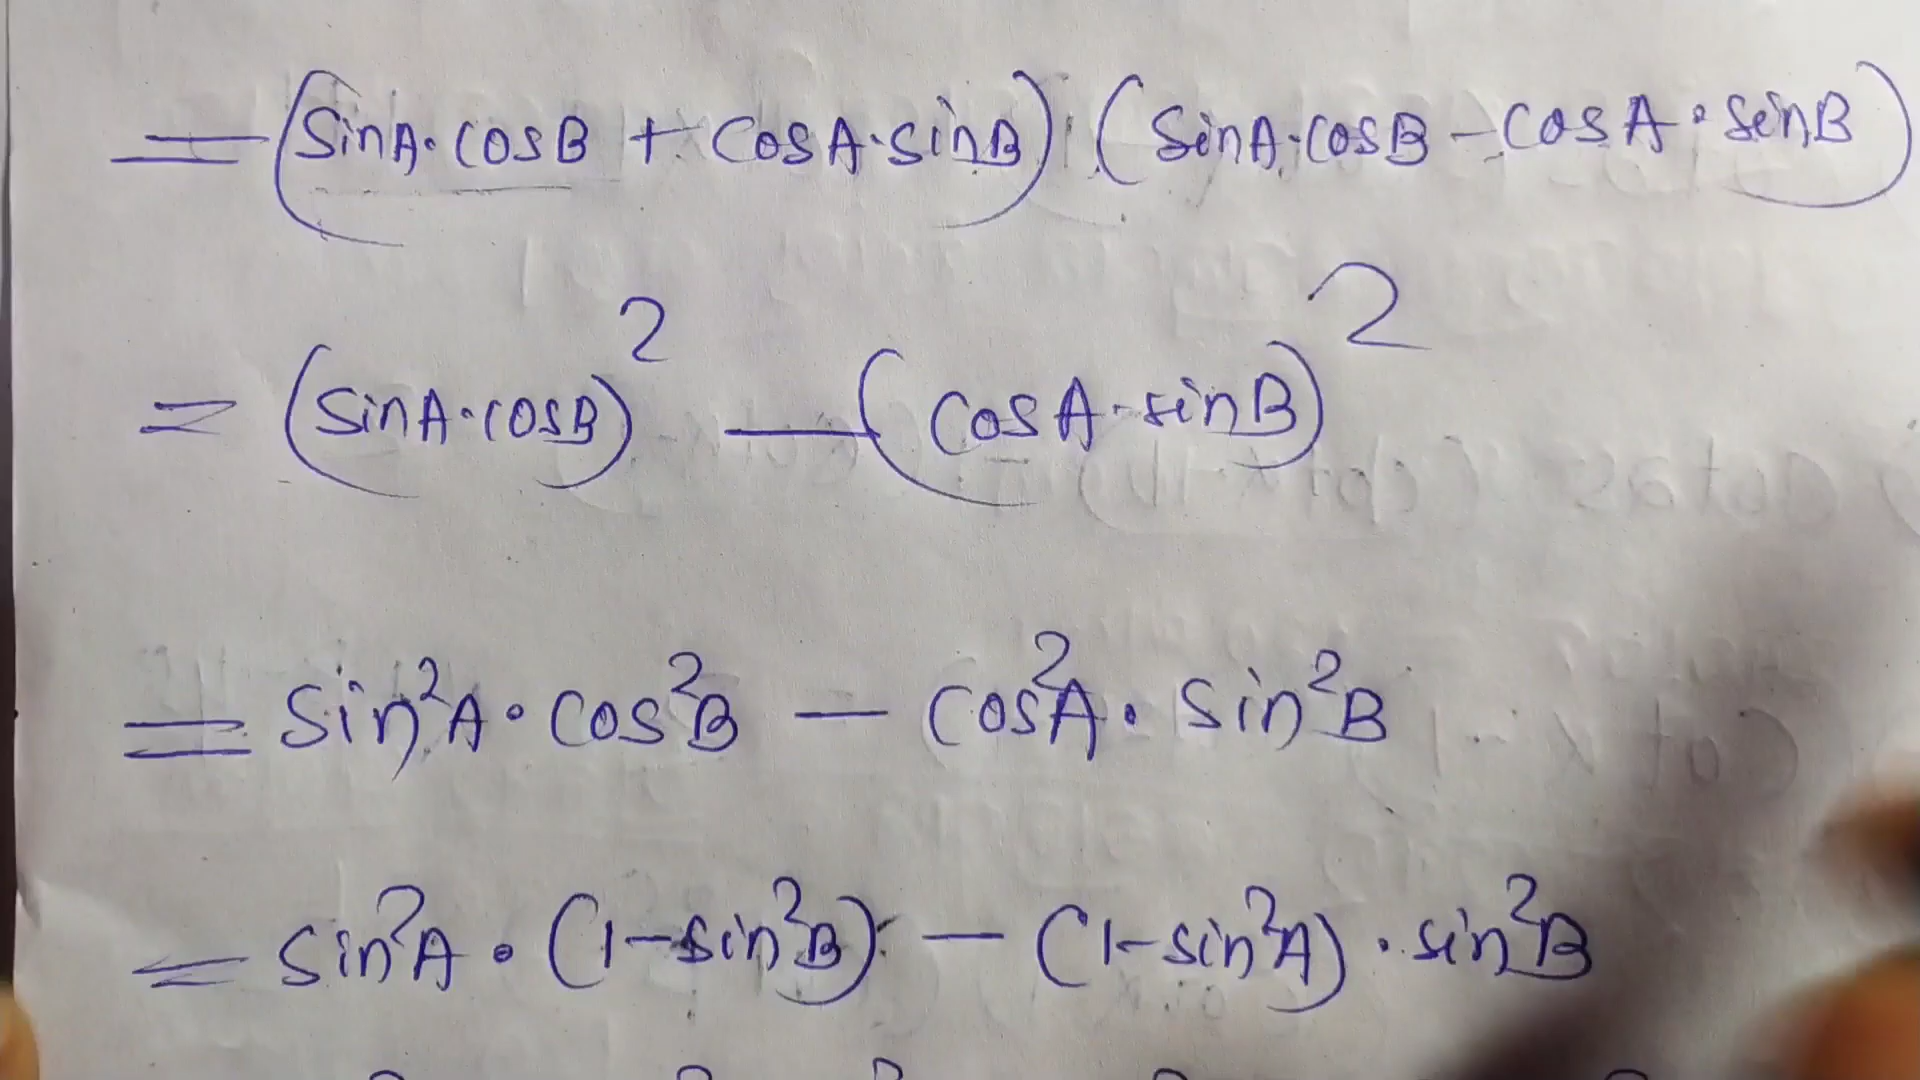 = (SinA·cosB + cosA·sinB)·(SinA·cosB - cosA·sinB)
= (sinA·cosB)² - (cosA·sinB)²
= Sin²A·cos²B - cos²A·sin²B
= Sin²A·(1-sin²B) - (1-sin²A)·sin²B